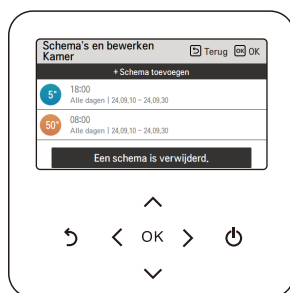 Schema's en bewerken
Kamer
Terug OK OK
+ Schema toevoegen
5° 18:00
Alle dagen | 24,09,10 ~ 24,09,30
50° 08:00
Alle dagen | 24,09,10 ~ 24,09,30
Een schema is verwijderd.
OK